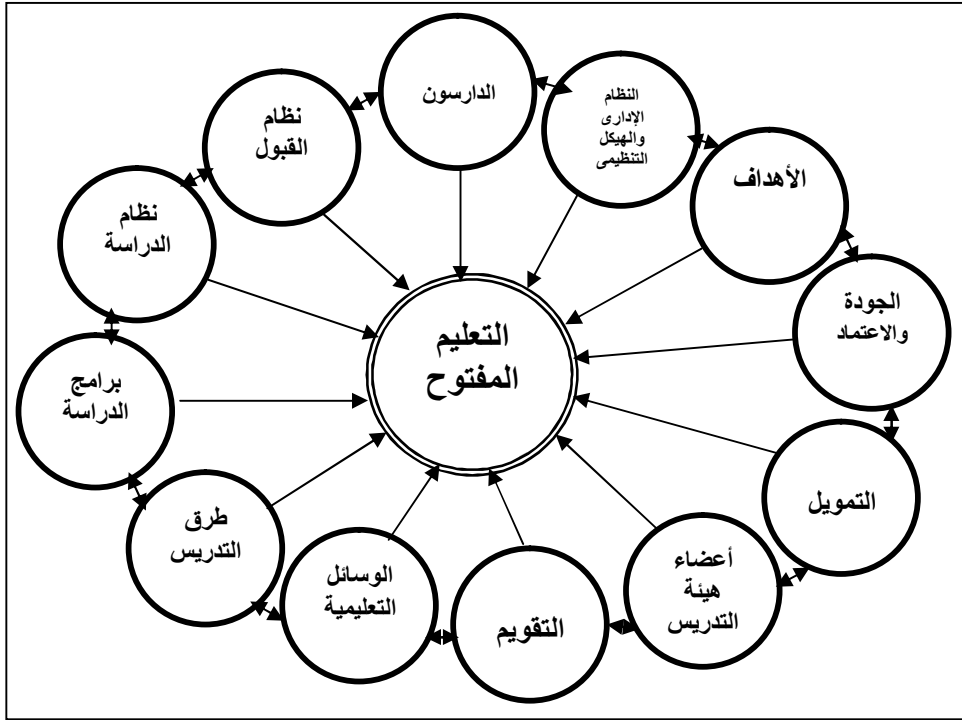 الدارسون
النظام
الإدارى
والهيكل
التنظيمى
نظام
القبول
الأهداف
نظام
الدراسة
الجودة
والاعتماد
التعليم
المفتوح
برامج
الدراسة
التمويل
طرق
التدريس
أعضاء
هيئة
التدريس
الوسائل
التعليمية
التقويم